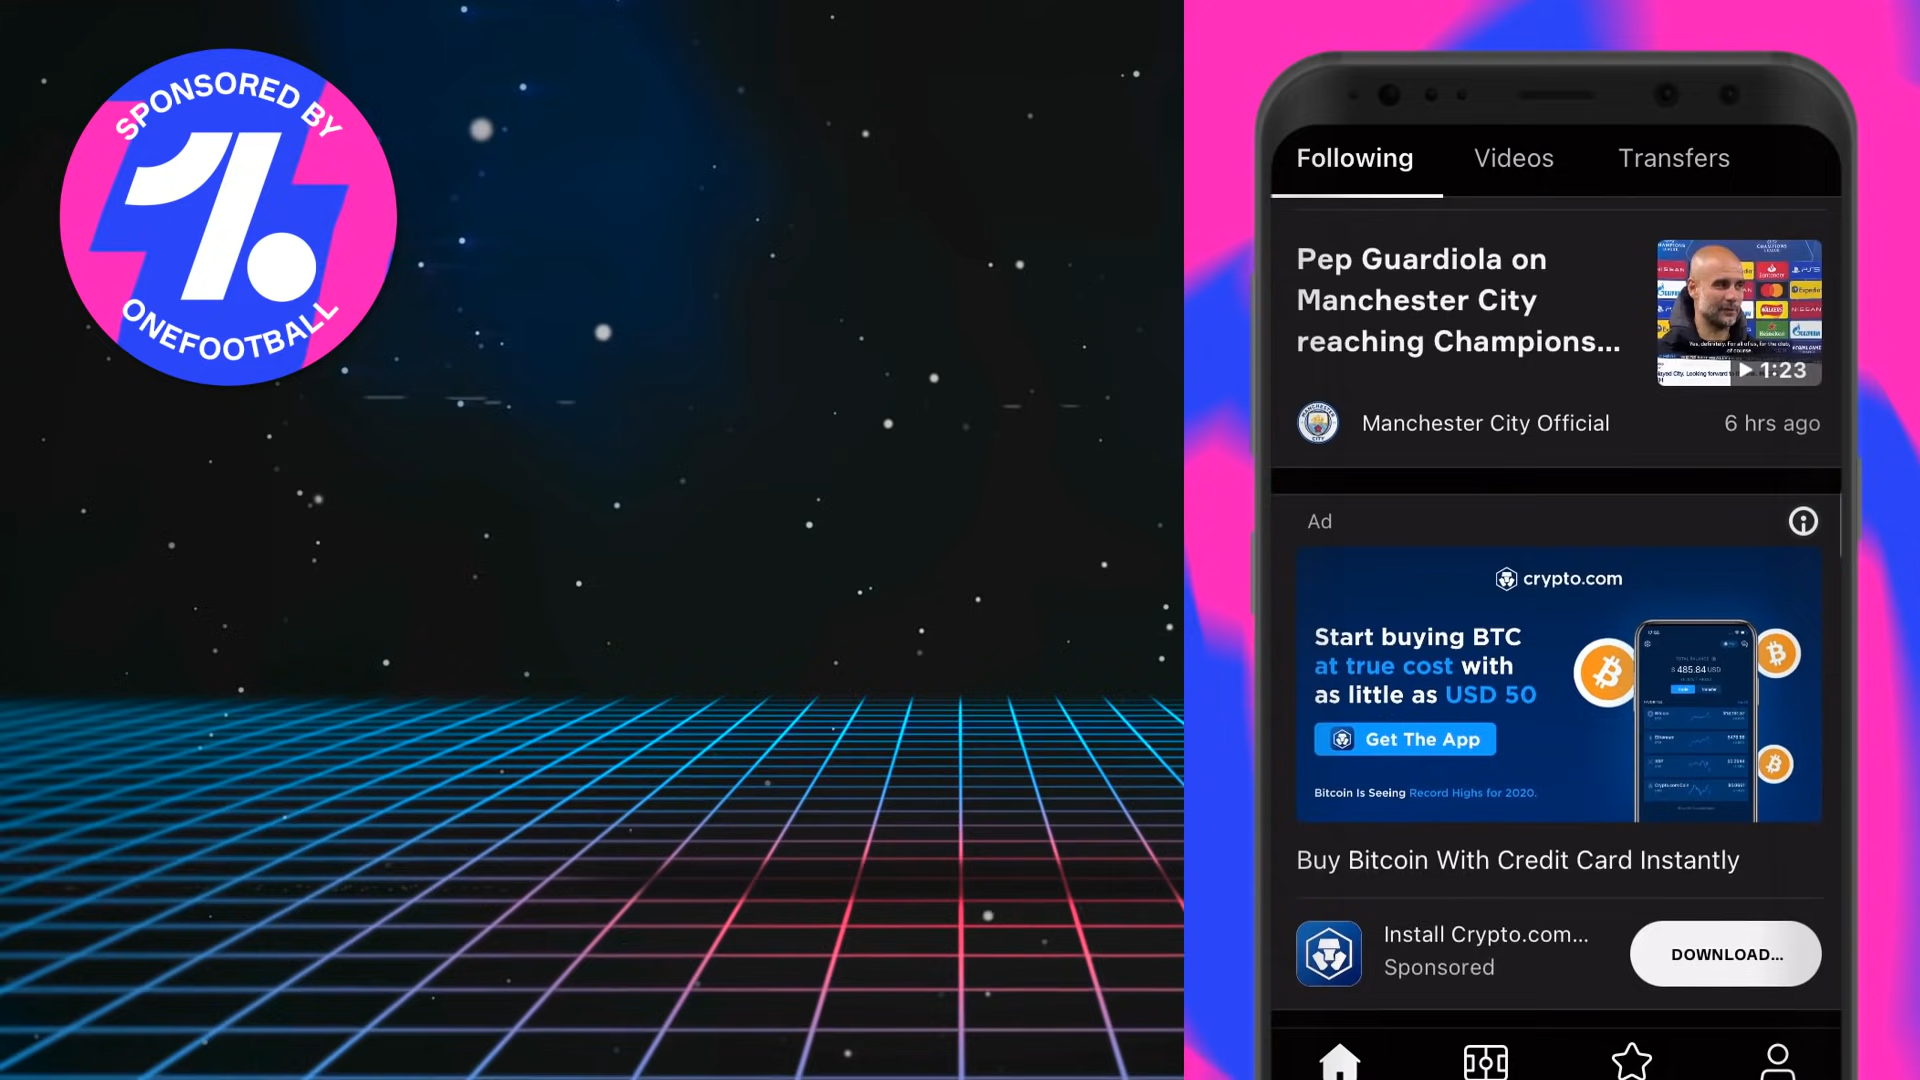 SPONSORED BY
ONEFOOTBALL
Following Videos Transfers
Pep Guardiola on
Manchester City
reaching Champions...
1:23
Manchester City Official 6 hrs ago
Ad
crypto.com
Start buying BTC
at true cost with
as little as USD 50
Get The App
Bitcoin Is Seeing Record Highs for 2020.
485.84 USD
Buy Bitcoin With Credit Card Instantly
Install Crypto.com...
Sponsored
DOWNLOAD...